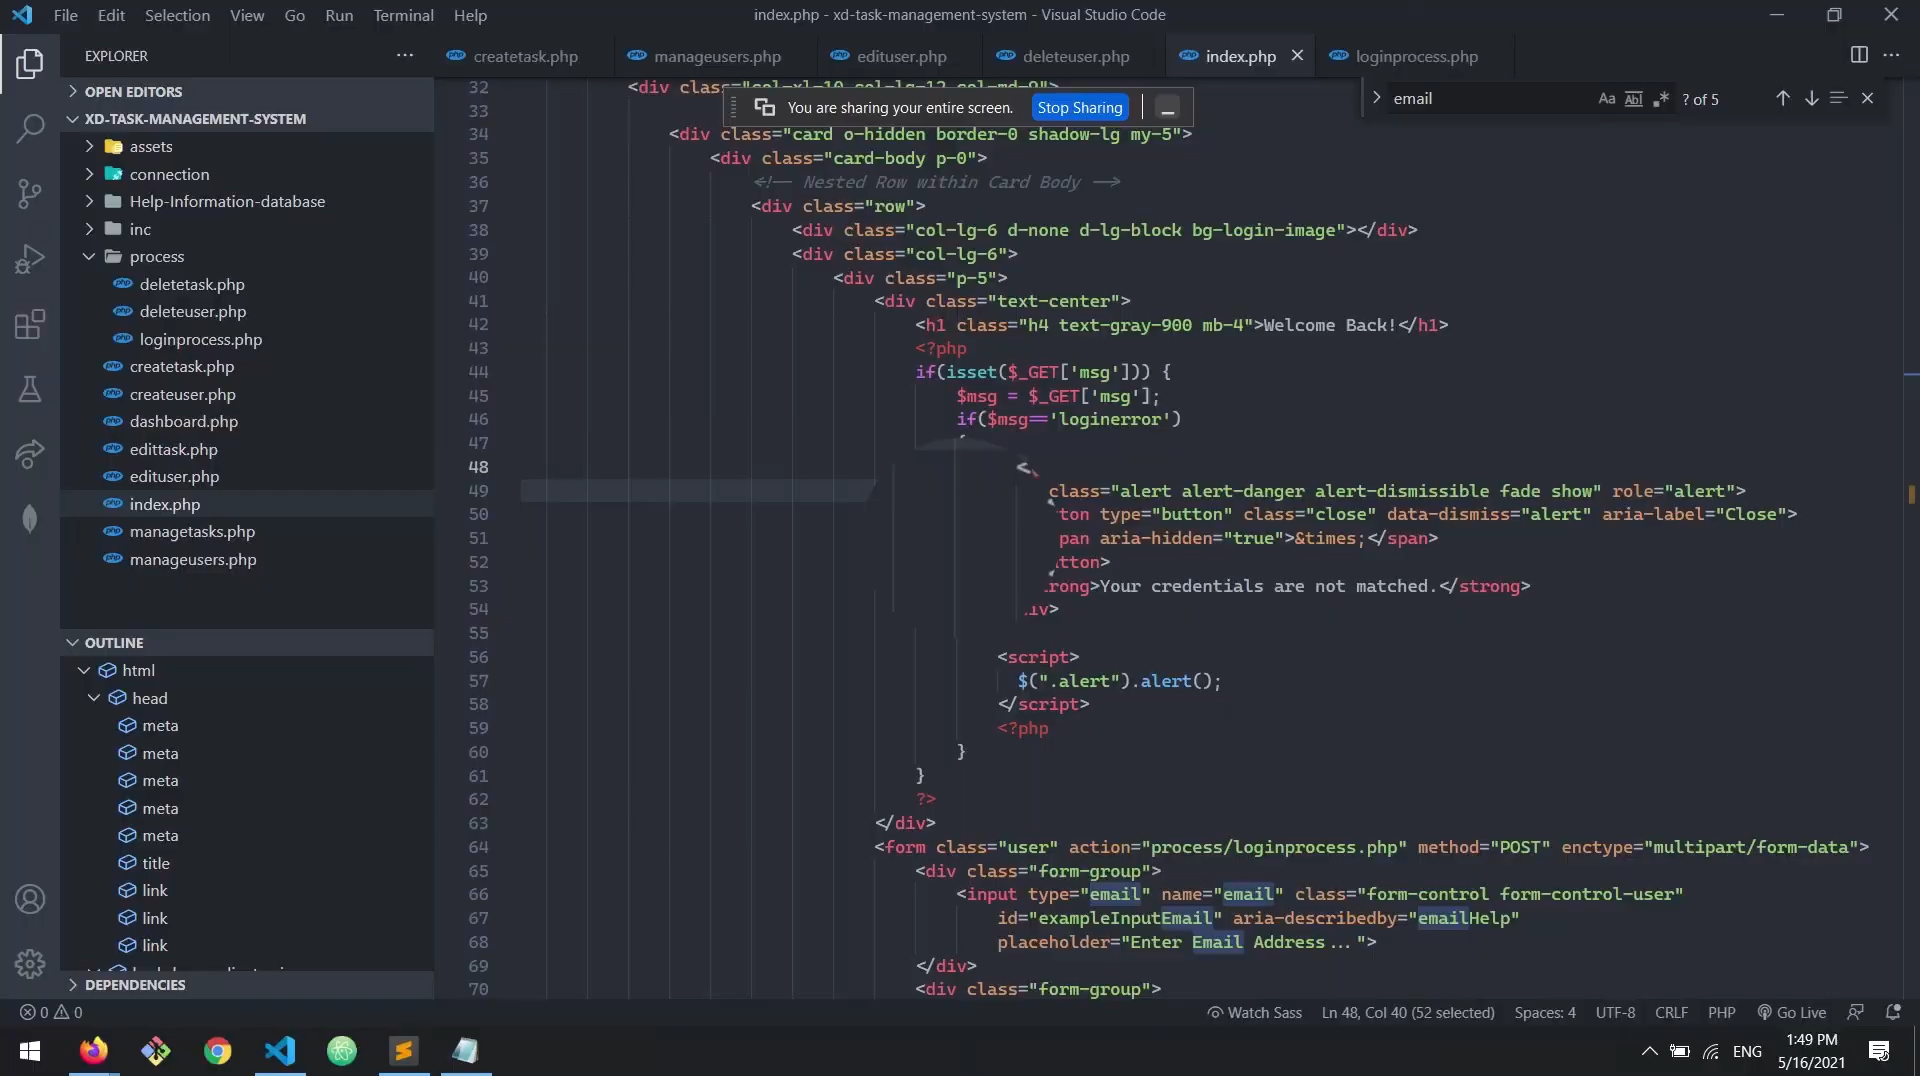 File Edit Selection View Go Run Terminal Help
index.php - xd-task-management-system - Visual Studio Code
EXPLORER
createtask.php manageusers.php edituser.php deleteuser.php index.php loginprocess.php
OPEN EDITORS
XD-TASK-MANAGEMENT-SYSTEM
assets
connection
Help-Information-database
inc
process
deletetask.php
deleteuser.php
loginprocess.php
createtask.php
createuser.php
dashboard.php
edittask.php
edituser.php
index.php
managetasks.php
manageusers.php
OUTLINE
html
head
meta
meta
meta
meta
meta
title
link
link
link
DEPENDENCIES
You are sharing your entire screen. Stop Sharing
email Aa Abl .* ? of 5
32 <div class="col-xl-10 col-lg-12 col-md-9">
33
34 <div class="card o-hidden border-0 shadow-lg my-5">
35 <div class="card-body p-0">
36 <!-- Nested Row within Card Body -->
37 <div class="row">
38 <div class="col-lg-6 d-none d-lg-block bg-login-image"></div>
39 <div class="col-lg-6">
40 <div class="p-5">
41 <div class="text-center">
42 <h1 class="h4 text-gray-900 mb-4">Welcome Back!</h1>
43 <?php
44 if(isset($_GET['msg'])) {
45 $msg = $_GET['msg'];
46 if($msg=='loginerror')
47
48
49 class="alert alert-danger alert-dismissible fade show" role="alert">
50 ton type="button" class="close" data-dismiss="alert" aria-label="Close">
51 pan aria-hidden="true">&times;</span>
52 tton>
53 rong>Your credentials are not matched.</strong>
54 iv>
55
56 <script>
57 $(".alert").alert();
58 </script>
59 <?php
60 }
61 }
62 ?>
63 </div>
64 <form class="user" action="process/loginprocess.php" method="POST" enctype="multipart/form-data">
65 <div class="form-group">
66 <input type="email" name="email" class="form-control form-control-user"
67 id="exampleInputEmail" aria-describedby="emailHelp"
68 placeholder="Enter Email Address...">
69 </div>
70 <div class="form-group">
0 0
Watch Sass Ln 48, Col 40 (52 selected) Spaces: 4 UTF-8 CRLF PHP Go Live
ENG
1:49 PM
5/16/2021